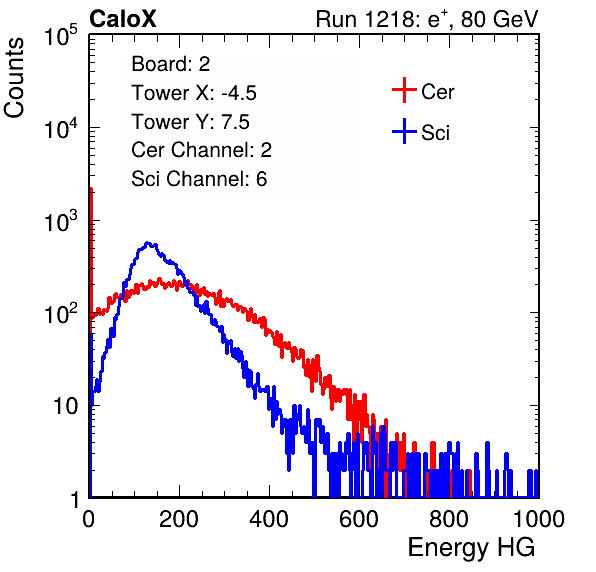 CaloX Run 1218: e⁺, 80 GeV
Counts
10⁵
10⁴
10³
10²
10
1
Board: 2
Tower X: -4.5
Tower Y: 7.5
Cer Channel: 2
Sci Channel: 6
Cer
Sci
0 200 400 600 800 1000
Energy HG